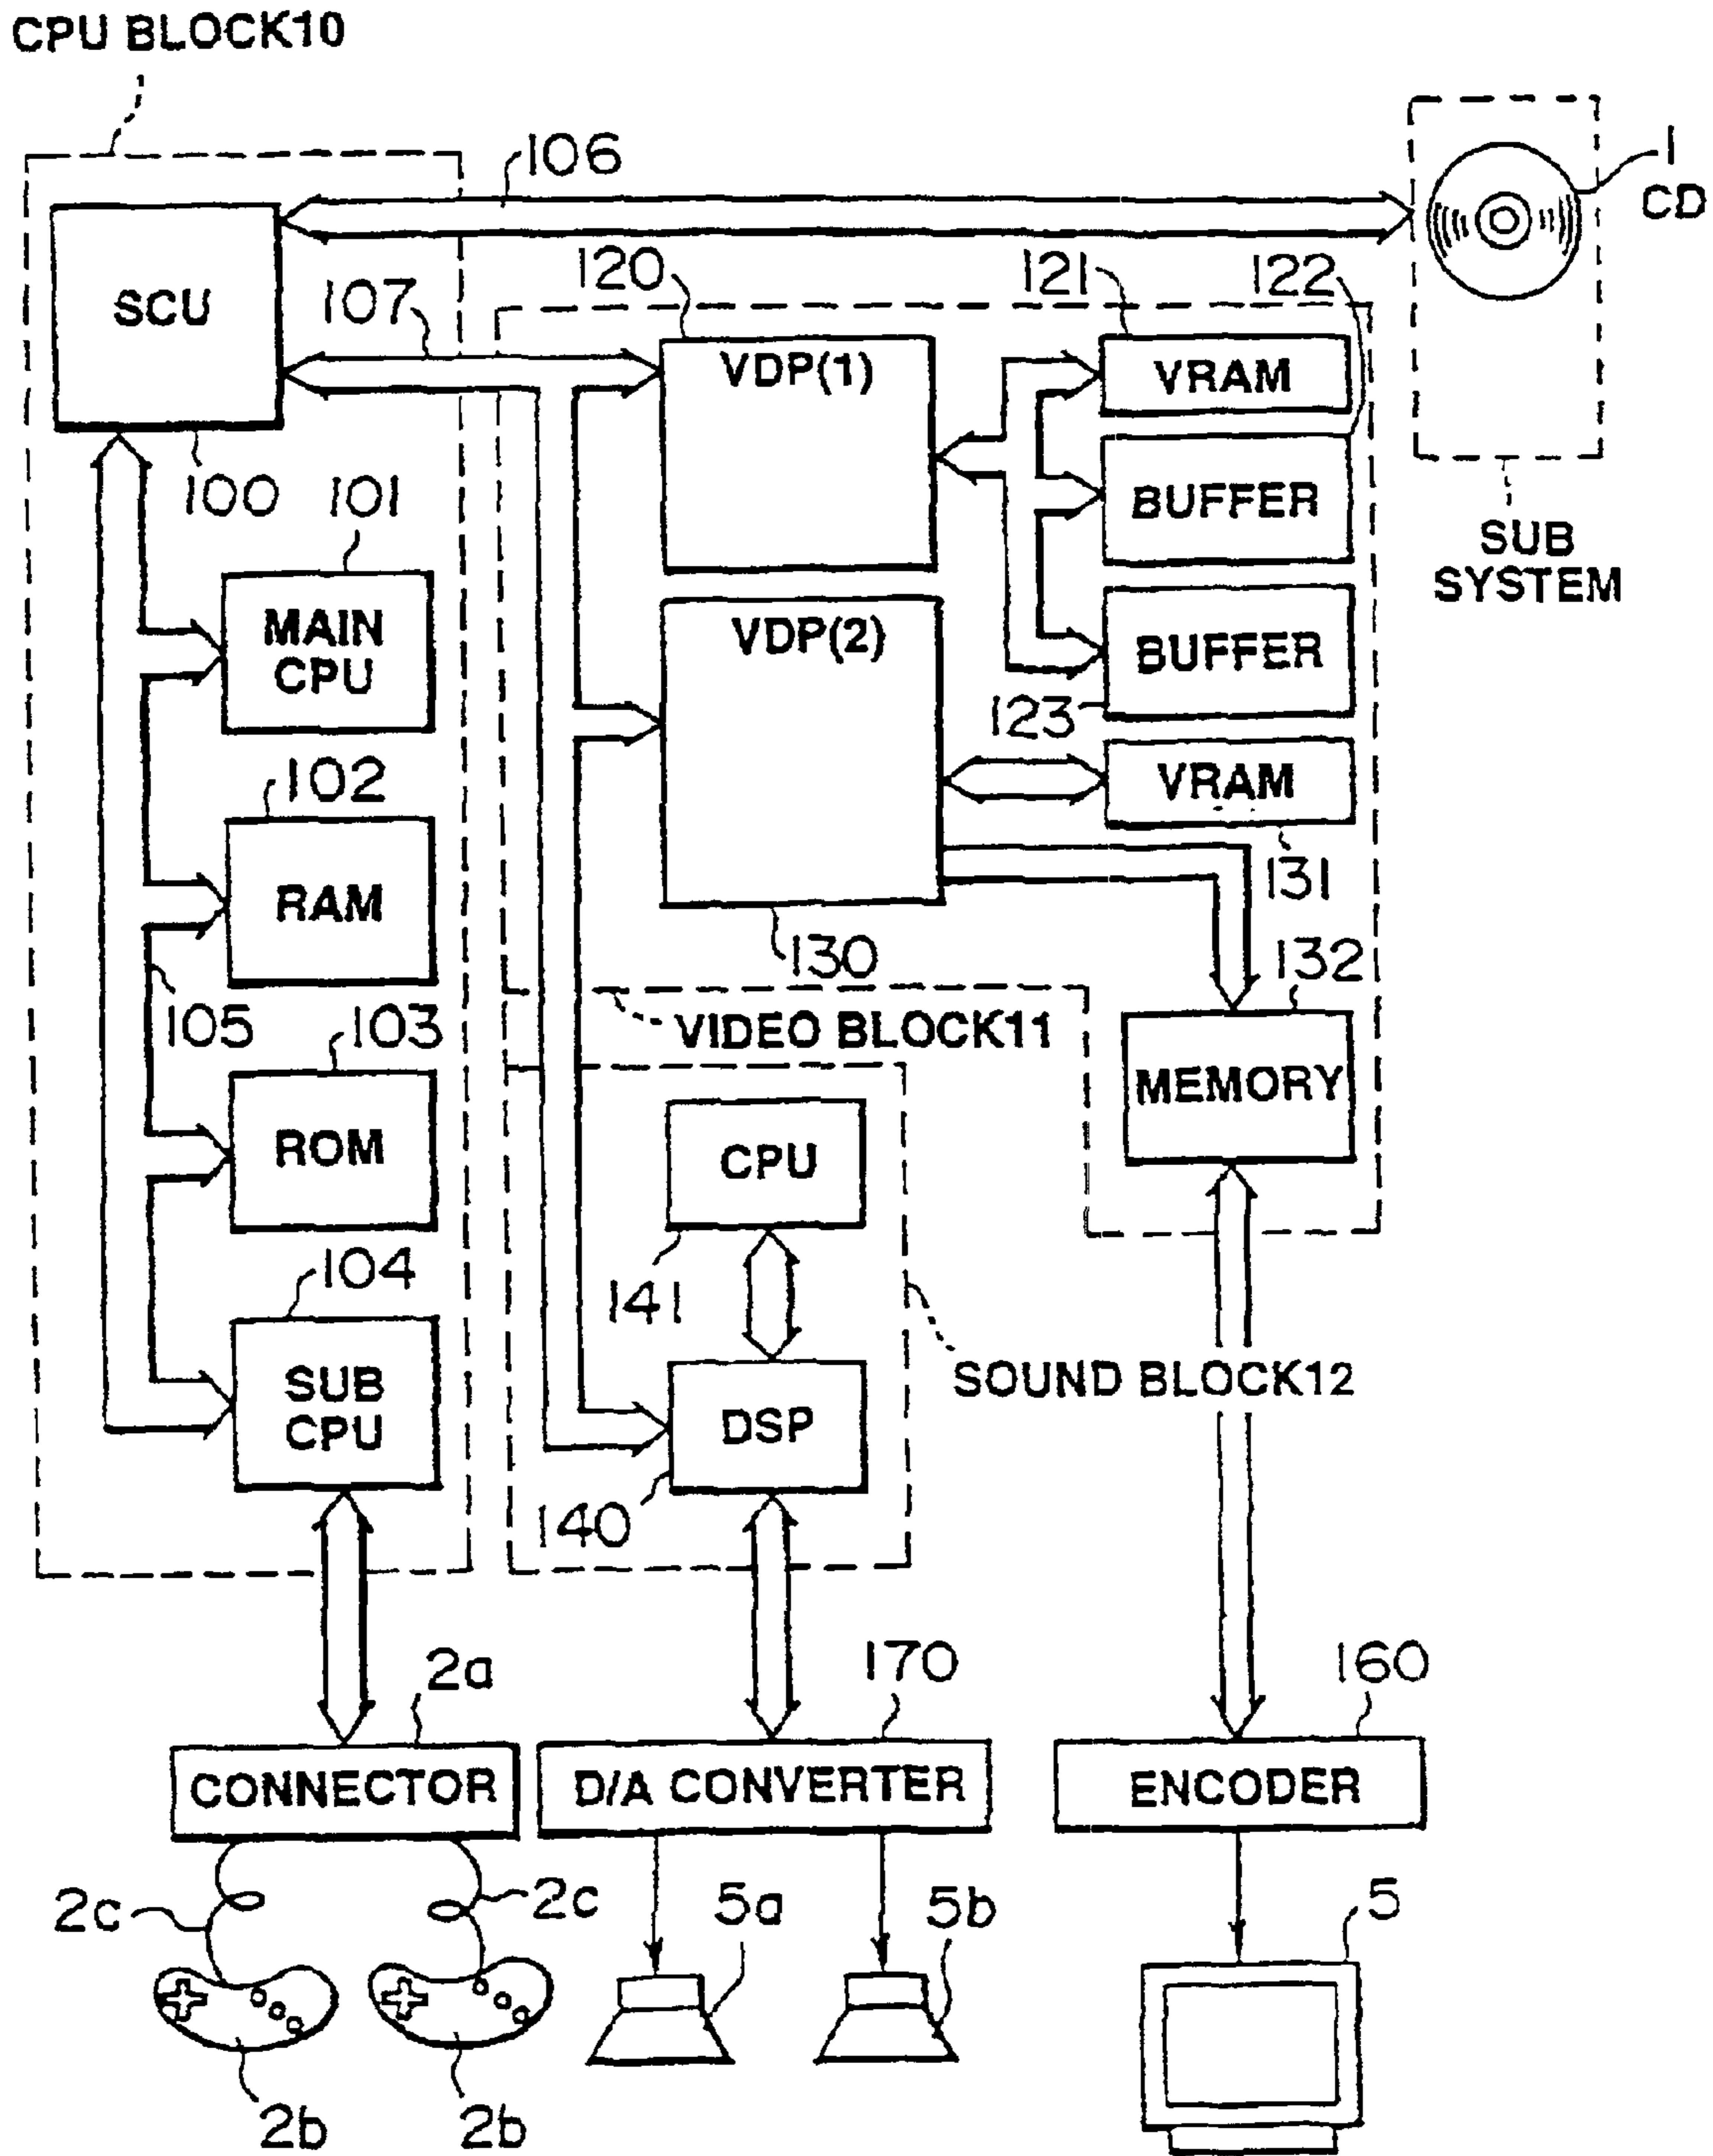 CPU BLOCK10
106
1
CD
SCU
107
120
121
122
VDP(1)
VRAM
100
101
BUFFER
SUB
SYSTEM
MAIN
CPU
VDP(2)
BUFFER
123
VRAM
102
131
RAM
130
132
105
103
VIDEO BLOCK11
MEMORY
ROM
CPU
104
141
SOUND BLOCK12
SUB
CPU
DSP
140
2a
170
160
CONNECTOR
D/A CONVERTER
ENCODER
2c
2c
5a
5b
5
2b
2b